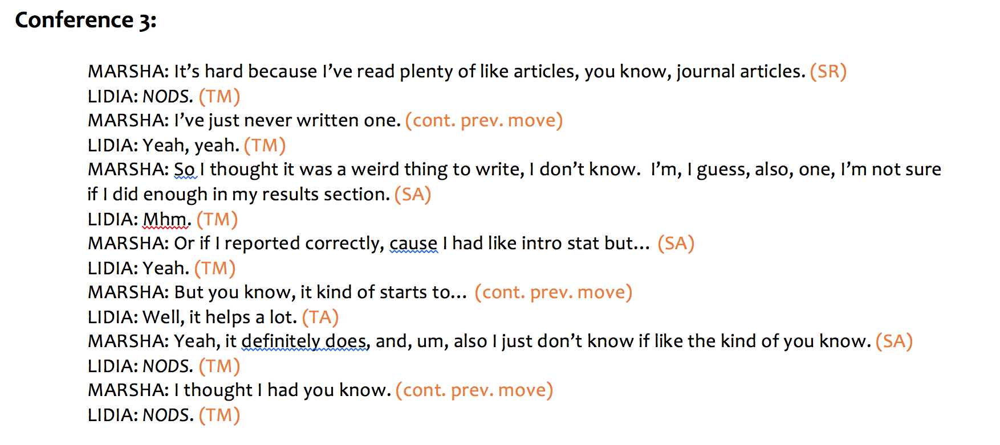 Conference 3:
MARSHA: It’s hard because I’ve read plenty of like articles, you know, journal articles. (SR)
LIDIA: NODS. (TM)
MARSHA: I’ve just never written one. (cont. prev. move)
LIDIA: Yeah, yeah. (TM)
MARSHA: So I thought it was a weird thing to write, I don’t know.  I’m, I guess, also, one, I’m not sure
if I did enough in my results section. (SA)
LIDIA: Mhm. (TM)
MARSHA: Or if I reported correctly, cause I had like intro stat but... (SA)
LIDIA: Yeah. (TM)
MARSHA: But you know, it kind of starts to... (cont. prev. move)
LIDIA: Well, it helps a lot. (TA)
MARSHA: Yeah, it definitely does, and, um, also I just don’t know if like the kind of you know. (SA)
LIDIA: NODS. (TM)
MARSHA: I thought I had you know. (cont. prev. move)
LIDIA: NODS. (TM)